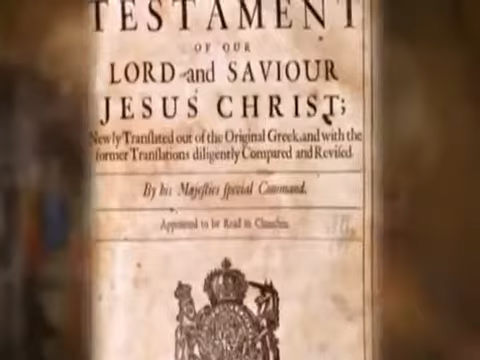 TESTAMENT
OF OUR
LORD and SAVIOUR
JESUS CHRIST;
Newly Translated out of the Original Greek and with the
former Translations diligently Compared and Revised
By his Majesties special Command.
Appointed to be Read in Churches